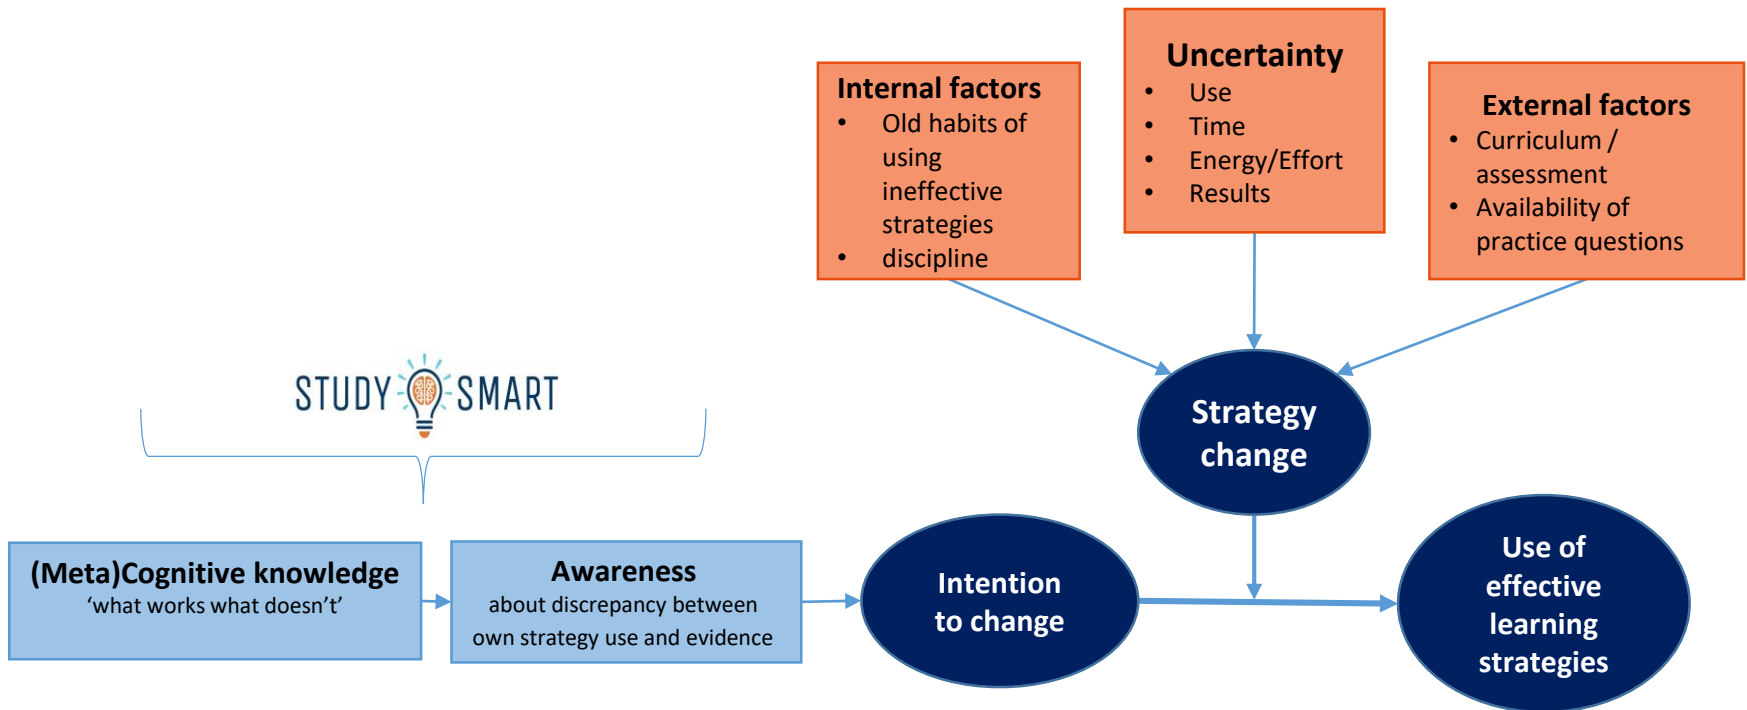 Internal factors
• Old habits of
using
ineffective
strategies
• discipline
Uncertainty
• Use
• Time
• Energy/Effort
• Results
External factors
• Curriculum /
assessment
• Availability of
practice questions
STUDY SMART
Strategy
change
(Meta)Cognitive knowledge
‘what works what doesn’t’
Awareness
about discrepancy between
own strategy use and evidence
Intention
to change
Use of
effective
learning
strategies